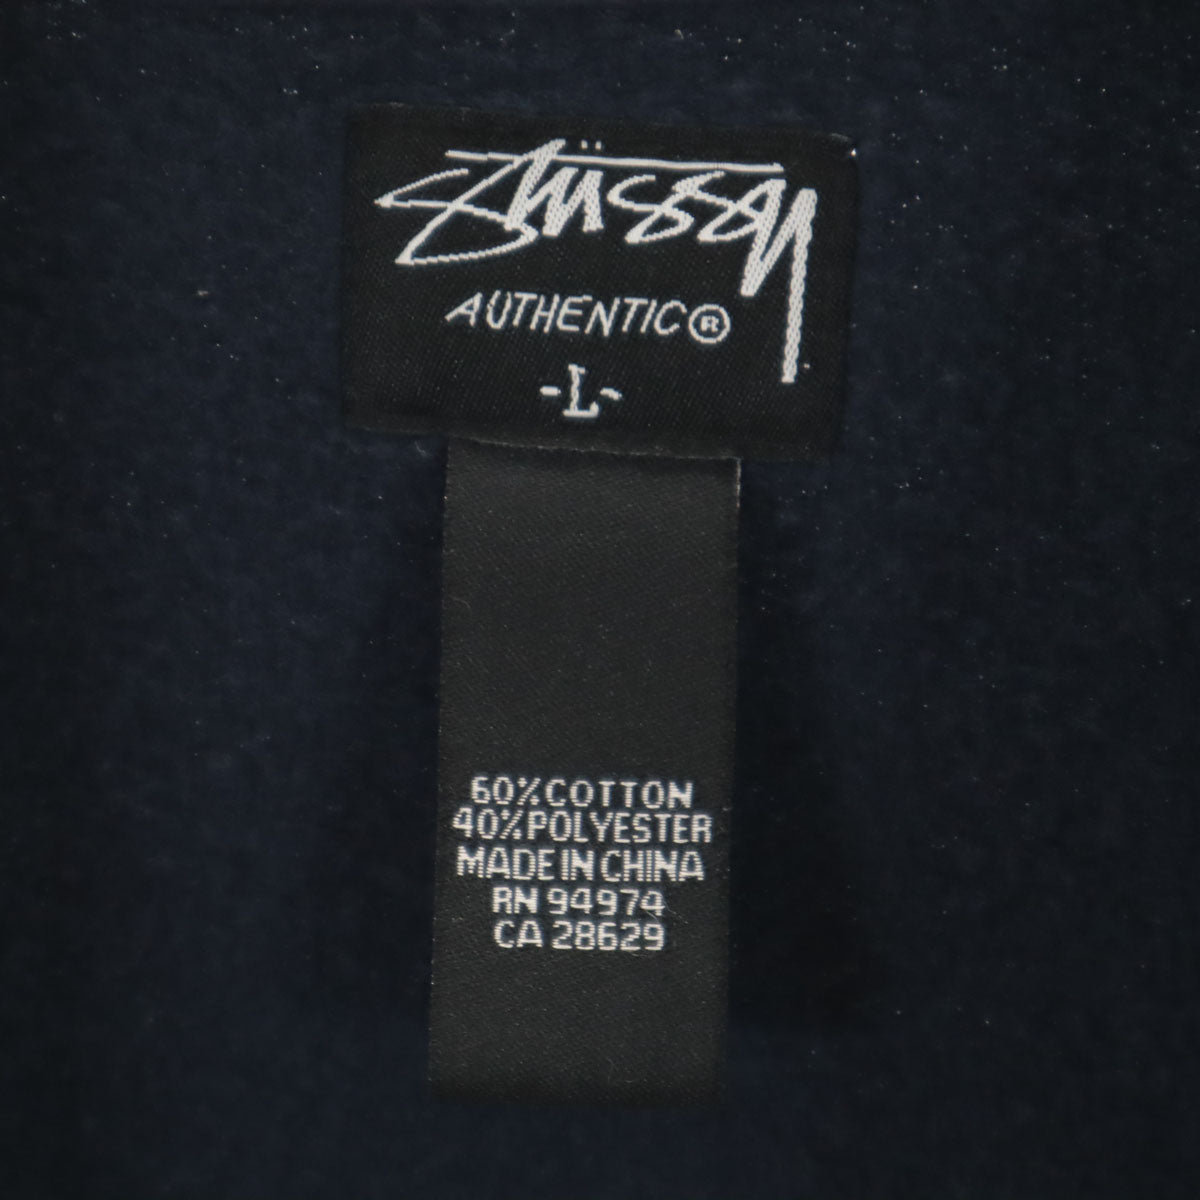 Stüssy
AUTHENTIC®
-L-
60%COTTON
40%POLYESTER
MADE IN CHINA
RN 94974
CA 28629